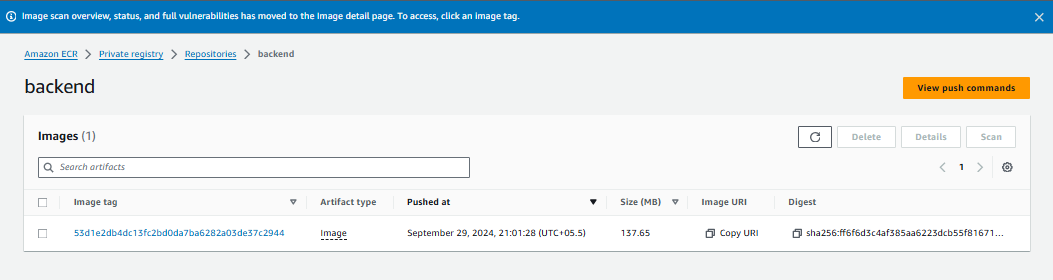 Image scan overview, status, and full vulnerabilities has moved to the Image detail page. To access, click an image tag.
Amazon ECR > Private registry > Repositories > backend
backend
View push commands
Images (1)
Delete
Details
Scan
Search artifacts
1
Image tag Artifact type Pushed at Size (MB) Image URI Digest
53d1e2db4dc13fc2bd0da7ba6282a03de37c2944 Image September 29, 2024, 21:01:28 (UTC+05.5) 137.65 Copy URI sha256:ff6f6d3c4af385aa6223dcb55f81671...